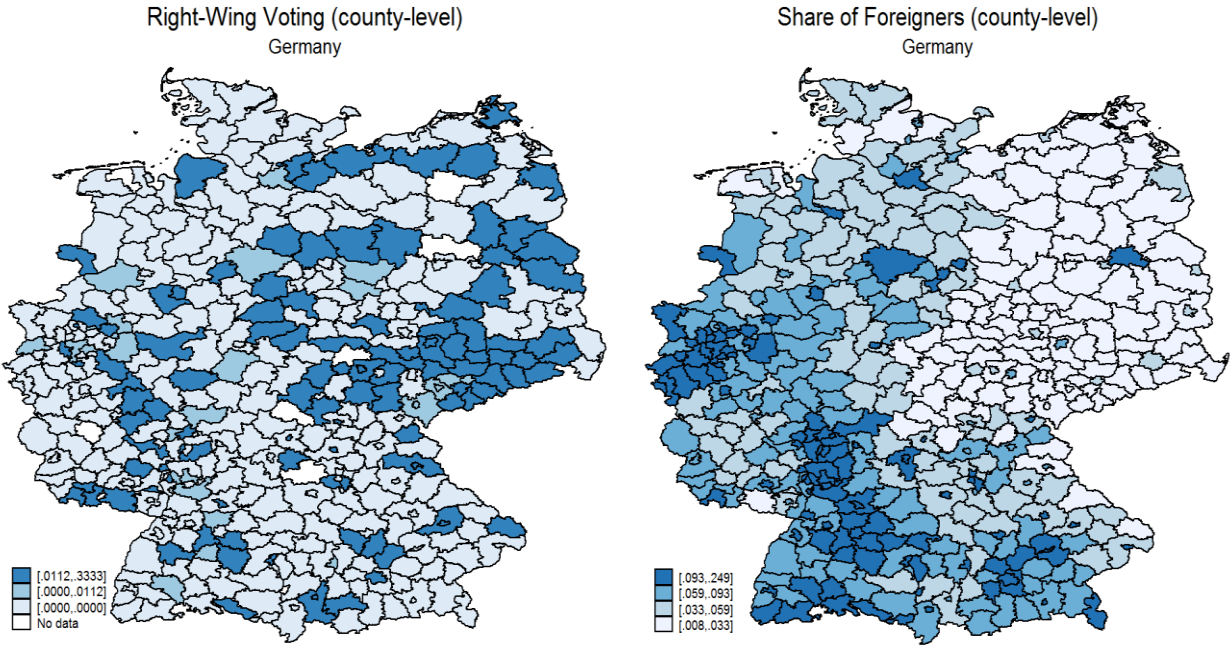 Right-Wing Voting (county-level)
Germany
[.0112,.3333]
[.0000,.0112]
[.0000,.0000]
No data
Share of Foreigners (county-level)
Germany
[.093,.249]
[.059,.093]
[.033,.059]
[.008,.033]